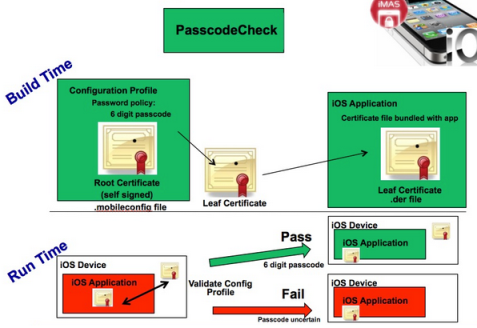 PasscodeCheck
iMAS
iO
Build Time
Configuration Profile
Password policy:
6 digit passcode
Root Certificate
(self signed)
.mobileconfig file
Leaf Certificate
iOS Application
Certificate file bundled with app
Leaf Certificate
.der file
Run Time
iOS Device
iOS Application
Validate Config
Profile
Pass
6 digit passcode
Fail
Passcode uncertain
iOS Device
iOS Application
iOS Device
iOS Application